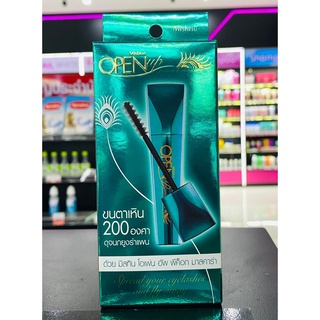 Mistine
OPEN up
OPEN
ขนตาเหิน
200 องศา
ดุจนกยูงรำแพน
ด้วย มิสทิน โอเพ่น อัพ พีค็อก มาสคาร่า
Spread your eyelashes